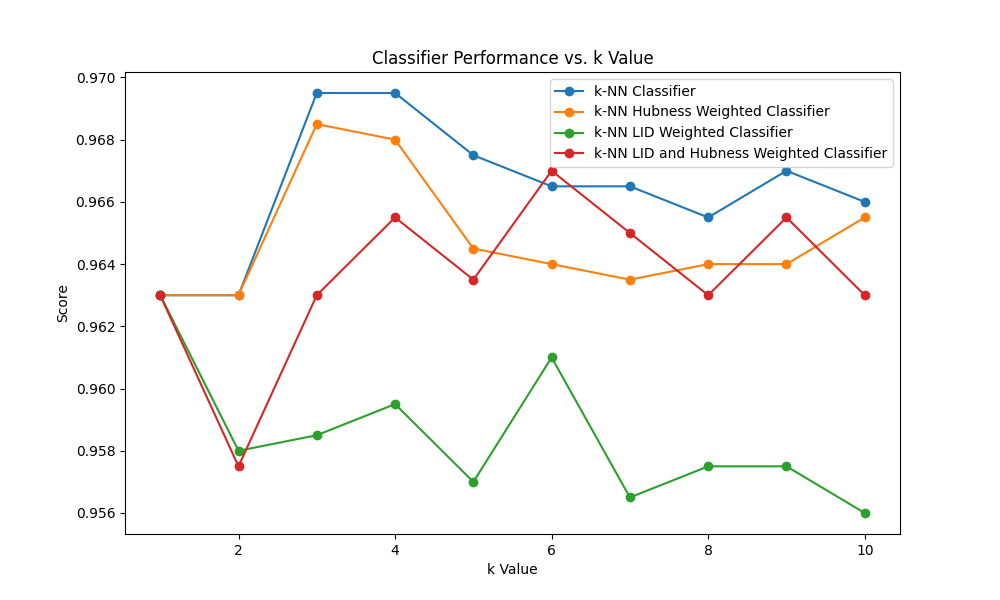 Classifier Performance vs. k Value
0.970
0.968
0.966
0.964
0.962
0.960
0.958
0.956
Score
k-NN Classifier
k-NN Hubness Weighted Classifier
k-NN LID Weighted Classifier
k-NN LID and Hubness Weighted Classifier
2
4
6
8
10
k Value